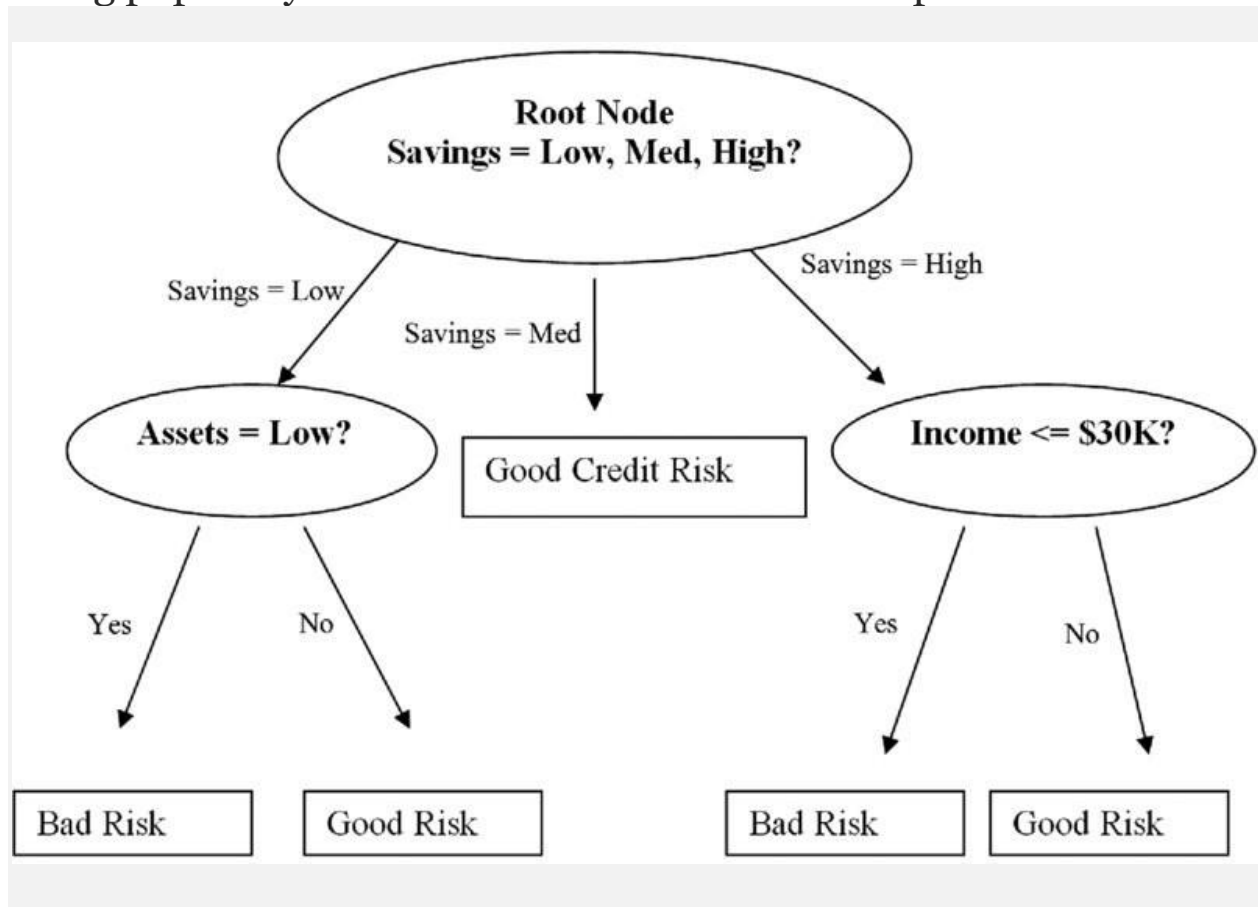 Root Node
Savings = Low, Med, High?
Savings = Low
Savings = Med
Savings = High
Assets = Low?
Good Credit Risk
Income <= $30K?
Yes
No
Yes
No
Bad Risk
Good Risk
Bad Risk
Good Risk